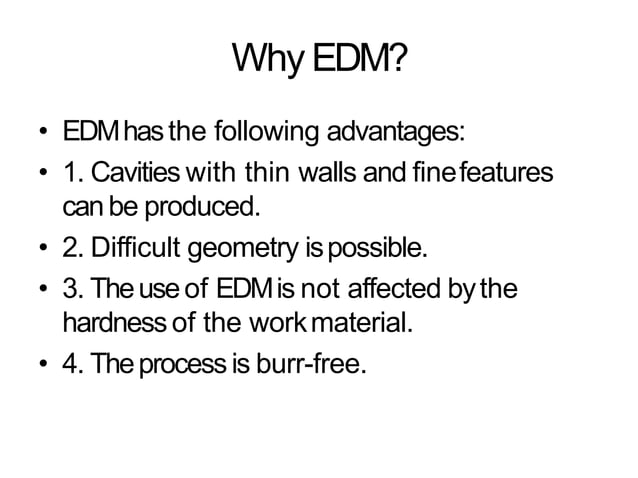 Why EDM?
• EDM has the following advantages:
• 1. Cavities with thin walls and fine features
can be produced.
• 2. Difficult geometry is possible.
• 3. The use of EDM is not affected by the
hardness of the work material.
• 4. The process is burr-free.